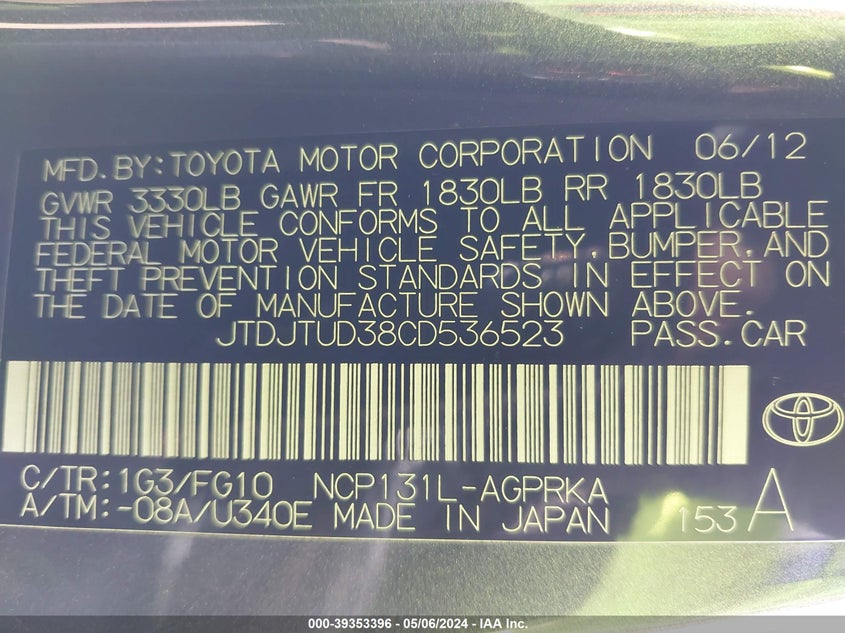 MFD.BY:TOYOTA MOTOR CORPORATION 06/12
GVWR 3330LB GAWR FR 1830LB RR 1830LB
THIS VEHICLE CONFORMS TO ALL APPLICABLE
FEDERAL MOTOR VEHICLE SAFETY,BUMPER,AND
THEFT PREVENTION STANDARDS IN EFFECT ON
THE DATE OF MANUFACTURE SHOWN ABOVE.
JTDJTUD38CD536523 PASS.CAR
C/TR:1G3/FG10 NCP131L-AGPRKA
A/TM:-08A/U340E MADE IN JAPAN 153 A
000-39353396 - 05/06/2024 - IAA Inc.